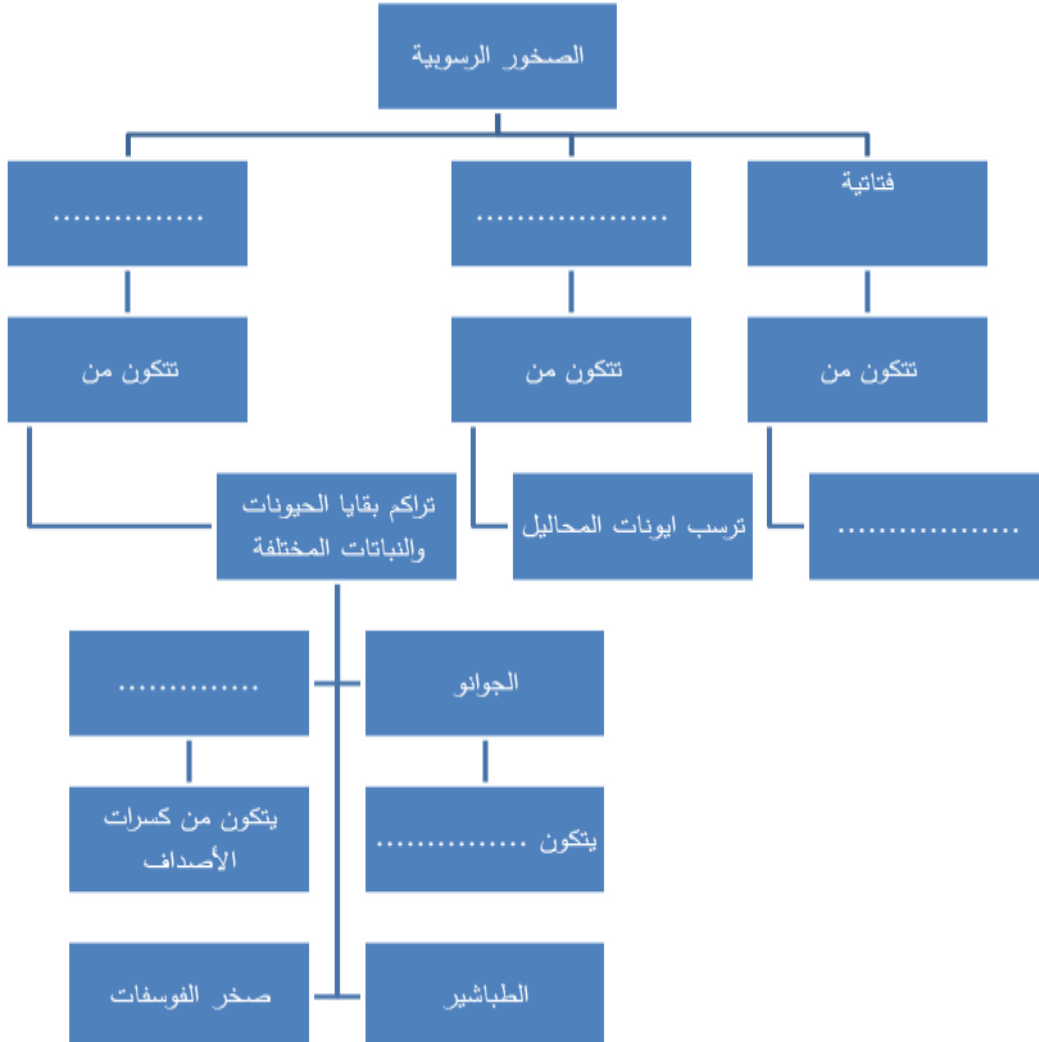 الصخور الرسوبية
فتاتية
...................
...............
تتكون من
تتكون من
تتكون من
.................
ترسب ايونات المحاليل
تراكم بقايا الحيونات
والنباتات المختلفة
الجوانو
..............
يتكون ...............
يتكون من كسرات
الأصداف
الطباشير
صخر الفوسفات